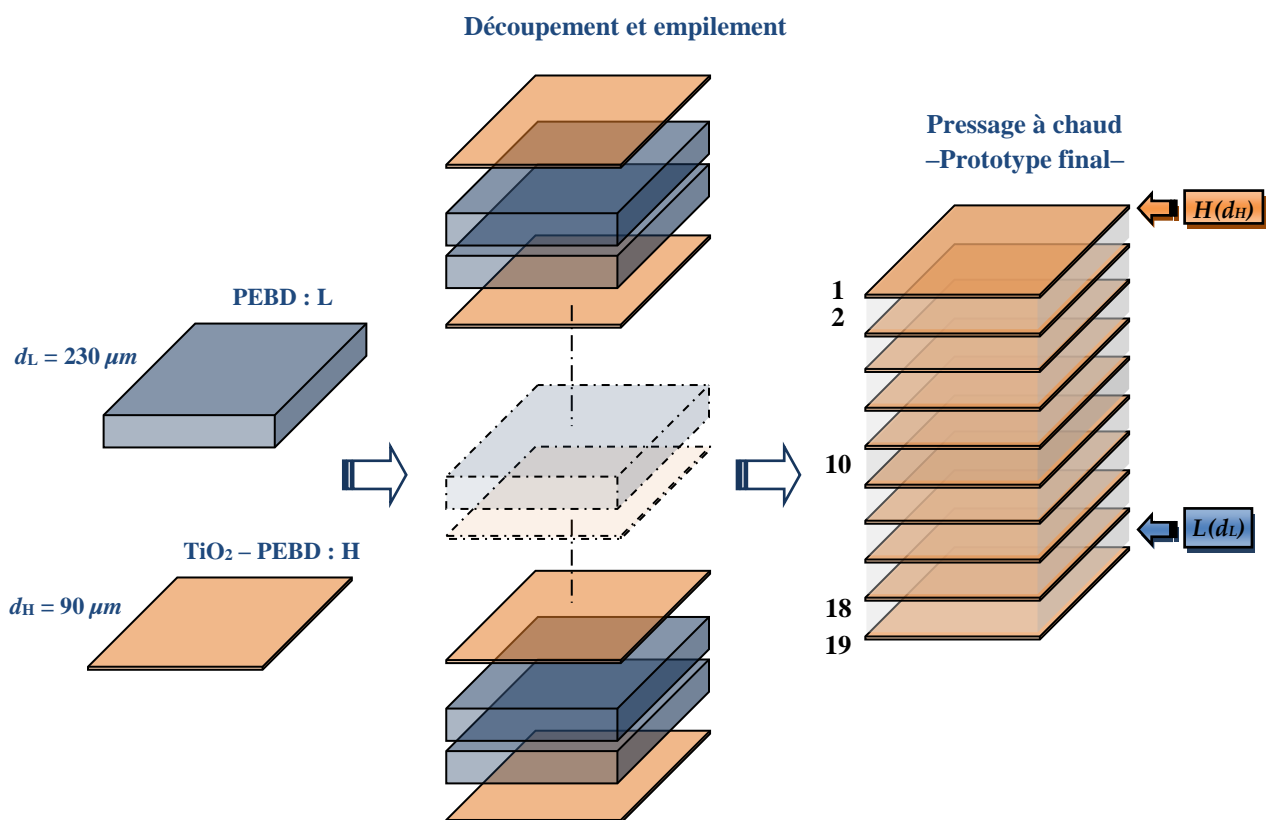 Découpement et empilement
Pressage à chaud
–Prototype final–
H(dH)
PEBD : L
dL = 230 µm
1
2
10
TiO2 – PEBD : H
dH = 90 µm
L(dL)
18
19